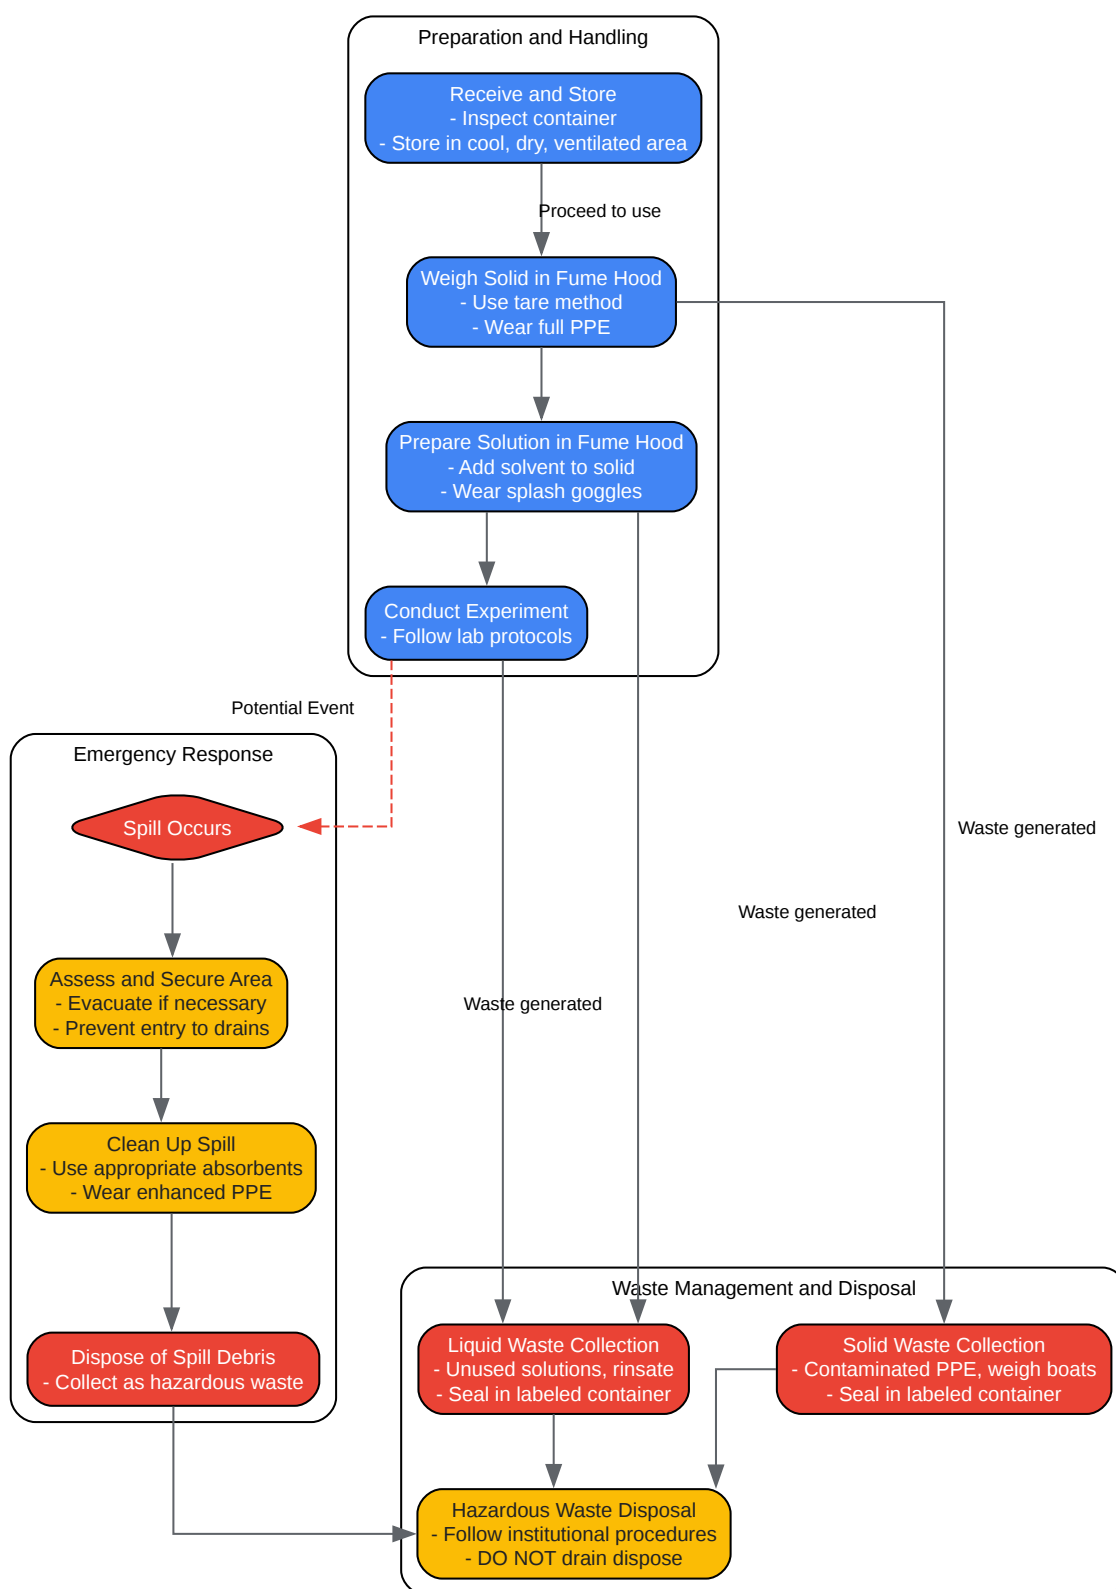 Preparation and Handling
Receive and Store
- Inspect container
- Store in cool, dry, ventilated area
Proceed to use
Weigh Solid in Fume Hood
- Use tare method
- Wear full PPE
Prepare Solution in Fume Hood
- Add solvent to solid
- Wear splash goggles
Conduct Experiment
- Follow lab protocols
Potential Event
Emergency Response
Spill Occurs
Waste generated
Waste generated
Assess and Secure Area
- Evacuate if necessary
- Prevent entry to drains
Waste generated
Clean Up Spill
- Use appropriate absorbents
- Wear enhanced PPE
Dispose of Spill Debris
- Collect as hazardous waste
Waste Management and Disposal
Liquid Waste Collection
- Unused solutions, rinsate
- Seal in labeled container
Solid Waste Collection
- Contaminated PPE, weigh boats
- Seal in labeled container
Hazardous Waste Disposal
- Follow institutional procedures
- DO NOT drain dispose